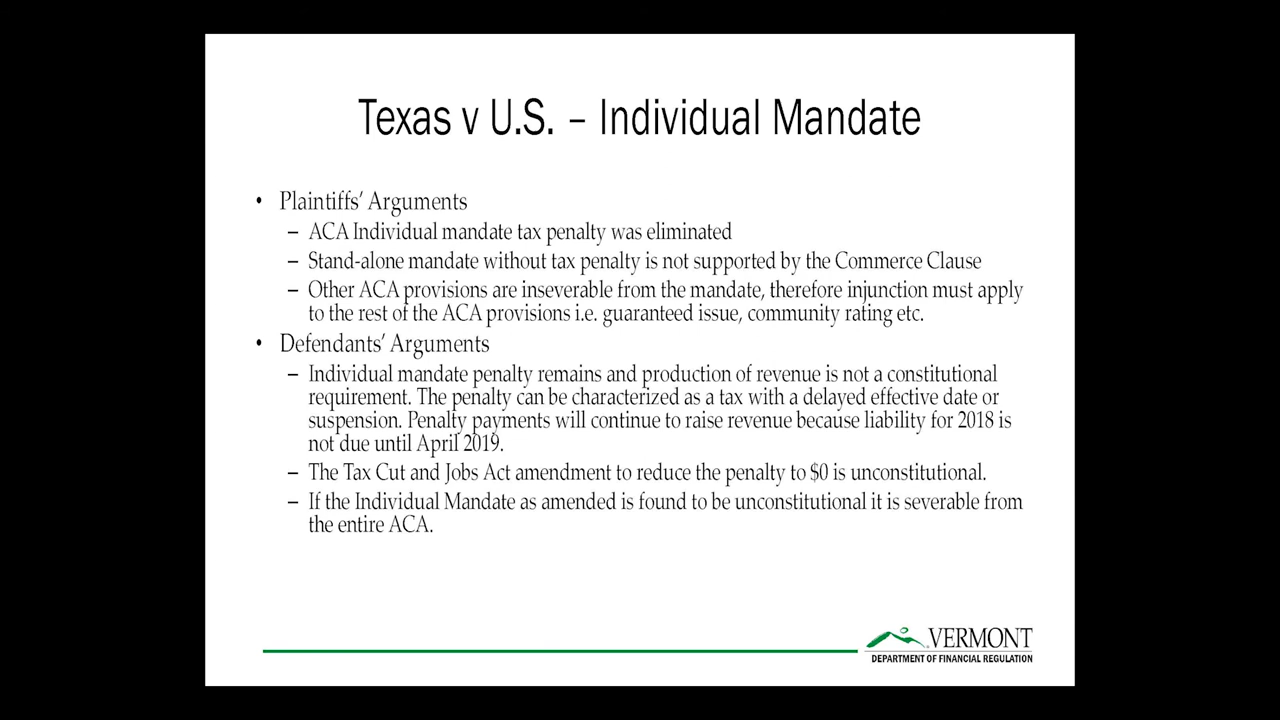 Texas v U.S. – Individual Mandate
• Plaintiffs’ Arguments
– ACA Individual mandate tax penalty was eliminated
– Stand-alone mandate without tax penalty is not supported by the Commerce Clause
– Other ACA provisions are inseverable from the mandate, therefore injunction must apply
to the rest of the ACA provisions i.e. guaranteed issue, community rating etc.
• Defendants’ Arguments
– Individual mandate penalty remains and production of revenue is not a constitutional
requirement. The penalty can be characterized as a tax with a delayed effective date or
suspension. Penalty payments will continue to raise revenue because liability for 2018 is
not due until April 2019.
– The Tax Cut and Jobs Act amendment to reduce the penalty to $0 is unconstitutional.
– If the Individual Mandate as amended is found to be unconstitutional it is severable from
the entire ACA.
VERMONT
DEPARTMENT OF FINANCIAL REGULATION